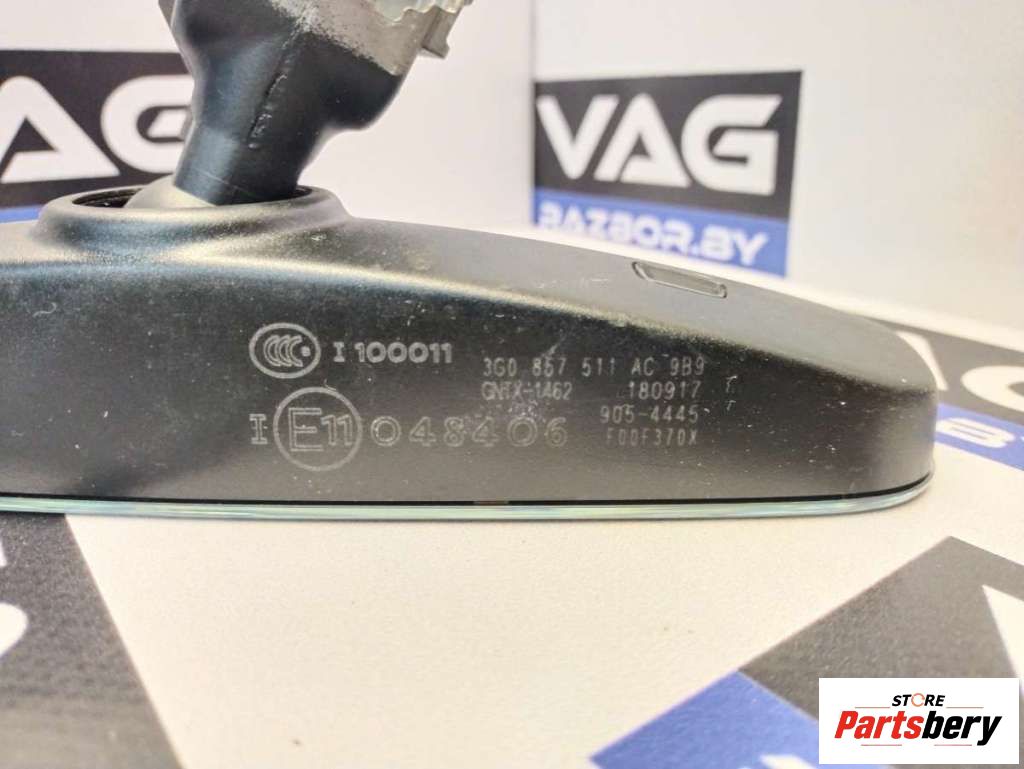 VAG
VAG
RAZBOR.BY
CCC I 100011
3G0 857 511 AC 9B9
GNTX-1462 180917
905-4445
I E11 048406
F00F370X
STORE
Partsbery